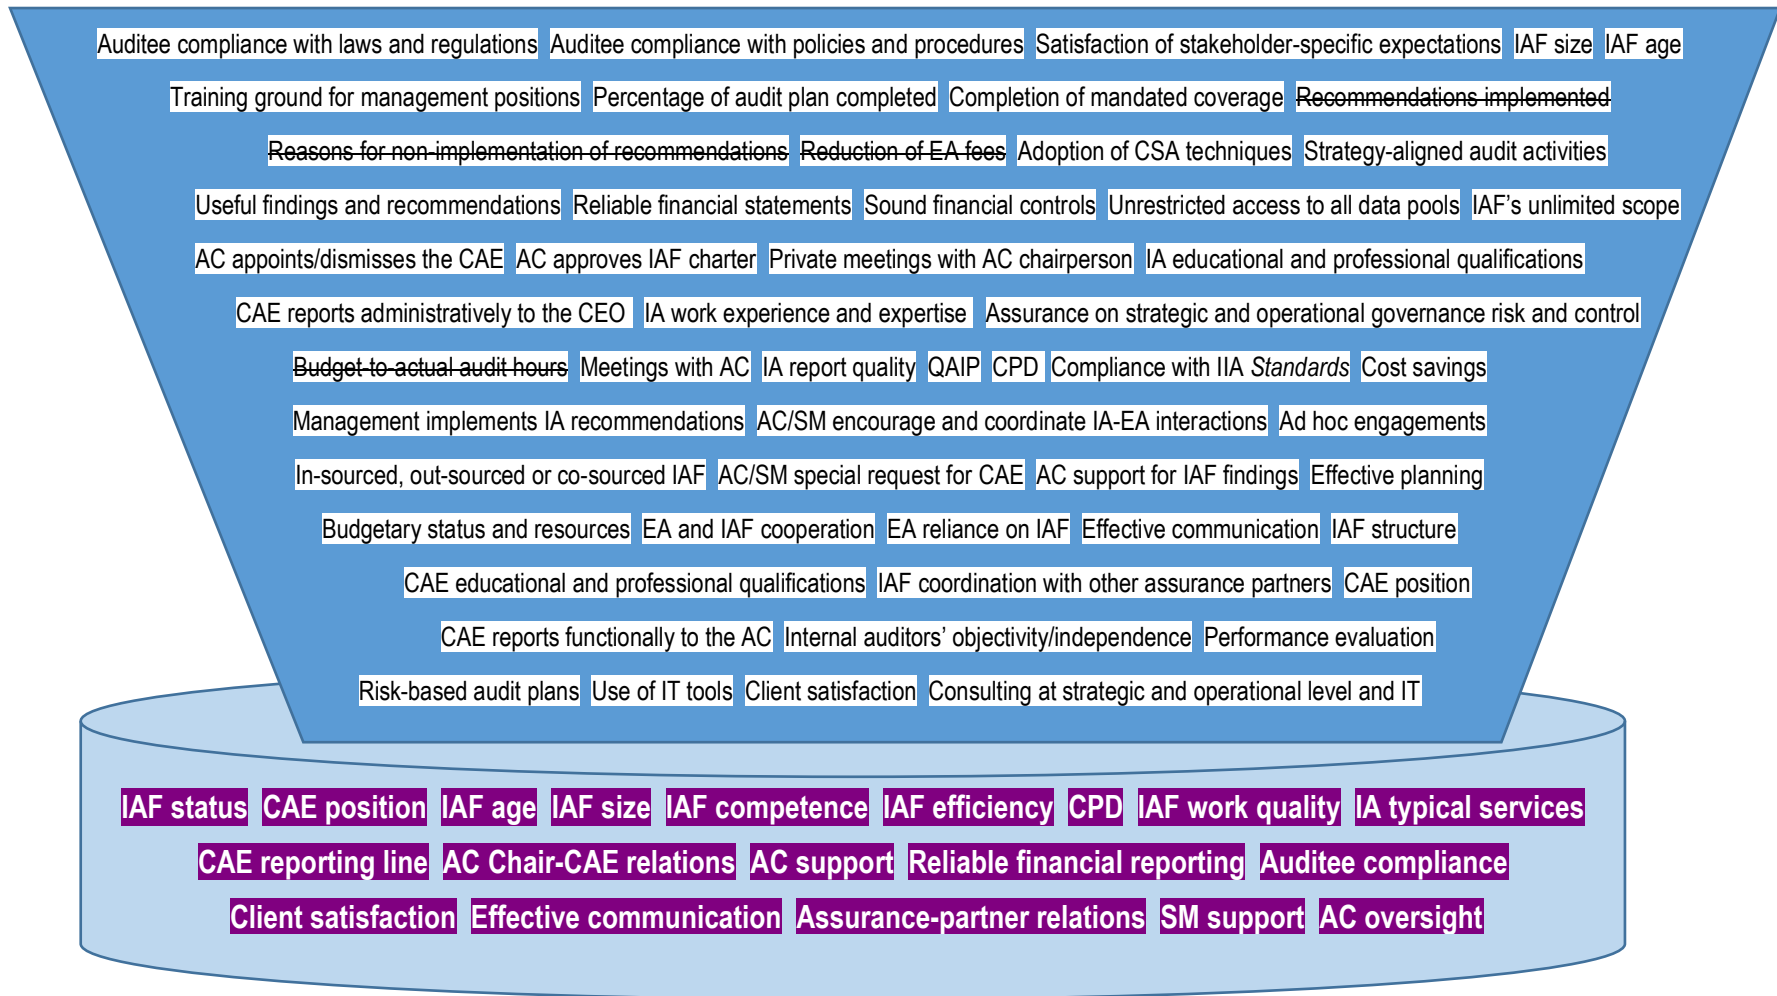 Auditee compliance with laws and regulations Auditee compliance with policies and procedures Satisfaction of stakeholder-specific expectations IAF size IAF age
Training ground for management positions Percentage of audit plan completed Completion of mandated coverage Recommendations implemented
Reasons for non-implementation of recommendations Reduction of EA fees Adoption of CSA techniques Strategy-aligned audit activities
Useful findings and recommendations Reliable financial statements Sound financial controls Unrestricted access to all data pools IAF’s unlimited scope
AC appoints/dismisses the CAE AC approves IAF charter Private meetings with AC chairperson IA educational and professional qualifications
CAE reports administratively to the CEO IA work experience and expertise Assurance on strategic and operational governance risk and control
Budget-to-actual audit hours Meetings with AC IA report quality QAIP CPD Compliance with IIA Standards Cost savings
Management implements IA recommendations AC/SM encourage and coordinate IA-EA interactions Ad hoc engagements
In-sourced, out-sourced or co-sourced IAF AC/SM special request for CAE AC support for IAF findings Effective planning
Budgetary status and resources EA and IAF cooperation EA reliance on IAF Effective communication IAF structure
CAE educational and professional qualifications IAF coordination with other assurance partners CAE position
CAE reports functionally to the AC Internal auditors’ objectivity/independence Performance evaluation
Risk-based audit plans Use of IT tools Client satisfaction Consulting at strategic and operational level and IT
IAF status CAE position IAF age IAF size IAF competence IAF efficiency CPD IAF work quality IA typical services
CAE reporting line AC Chair-CAE relations AC support Reliable financial reporting Auditee compliance
Client satisfaction Effective communication Assurance-partner relations SM support AC oversight